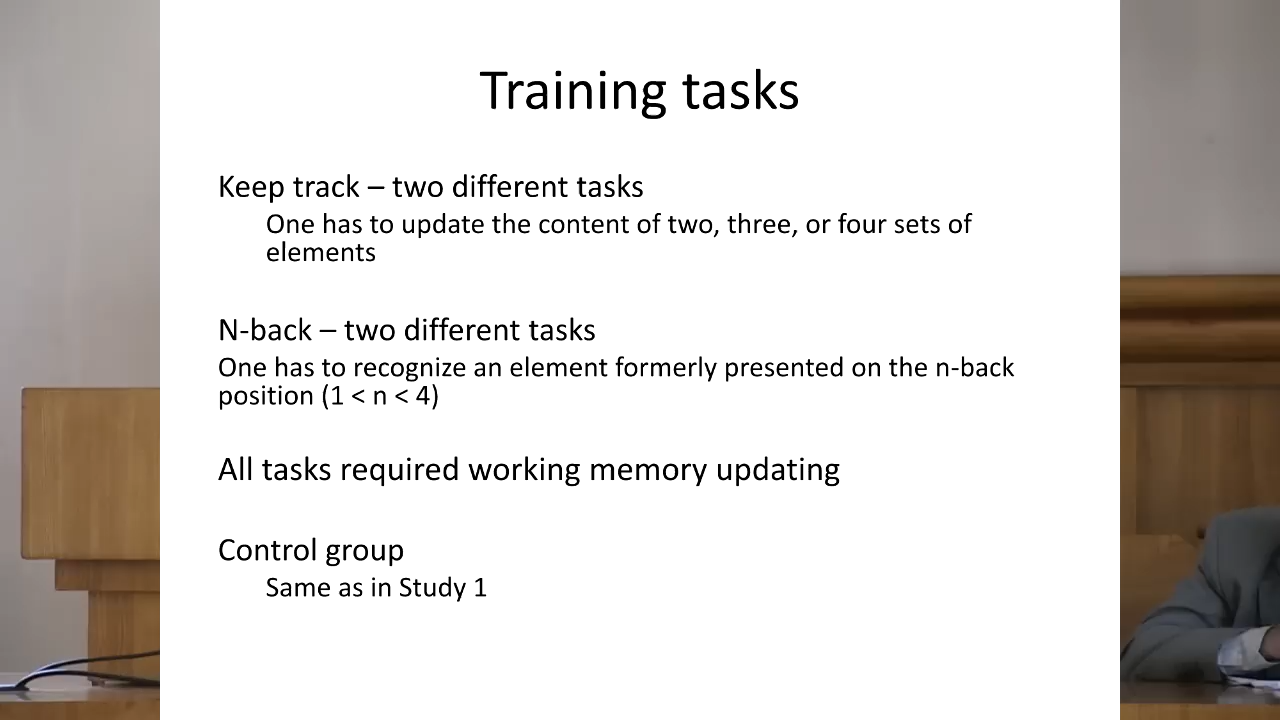 Training tasks
Keep track – two different tasks
One has to update the content of two, three, or four sets of
elements
N-back – two different tasks
One has to recognize an element formerly presented on the n-back
position (1 < n < 4)
All tasks required working memory updating
Control group
Same as in Study 1